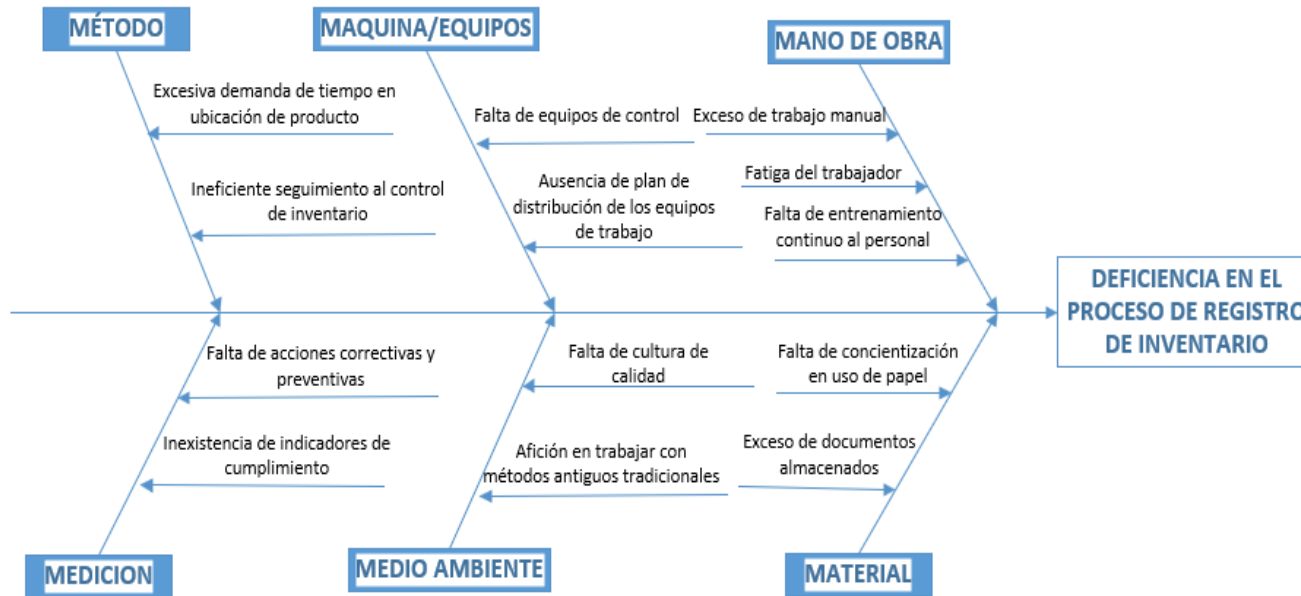 MÉTODO
MAQUINA/EQUIPOS
MANO DE OBRA
Excesiva demanda de tiempo en
ubicación de producto
Ineficiente seguimiento al control
de inventario
Falta de equipos de control
Ausencia de plan de
distribución de los equipos
de trabajo
Exceso de trabajo manual
Fatiga del trabajador
Falta de entrenamiento
continuo al personal
DEFICIENCIA EN EL
PROCESO DE REGISTRO
DE INVENTARIO
Falta de acciones correctivas y
preventivas
Inexistencia de indicadores de
cumplimiento
Falta de cultura de
calidad
Afición en trabajar con
métodos antiguos tradicionales
Falta de concientización
en uso de papel
Exceso de documentos
almacenados
MEDICION
MEDIO AMBIENTE
MATERIAL